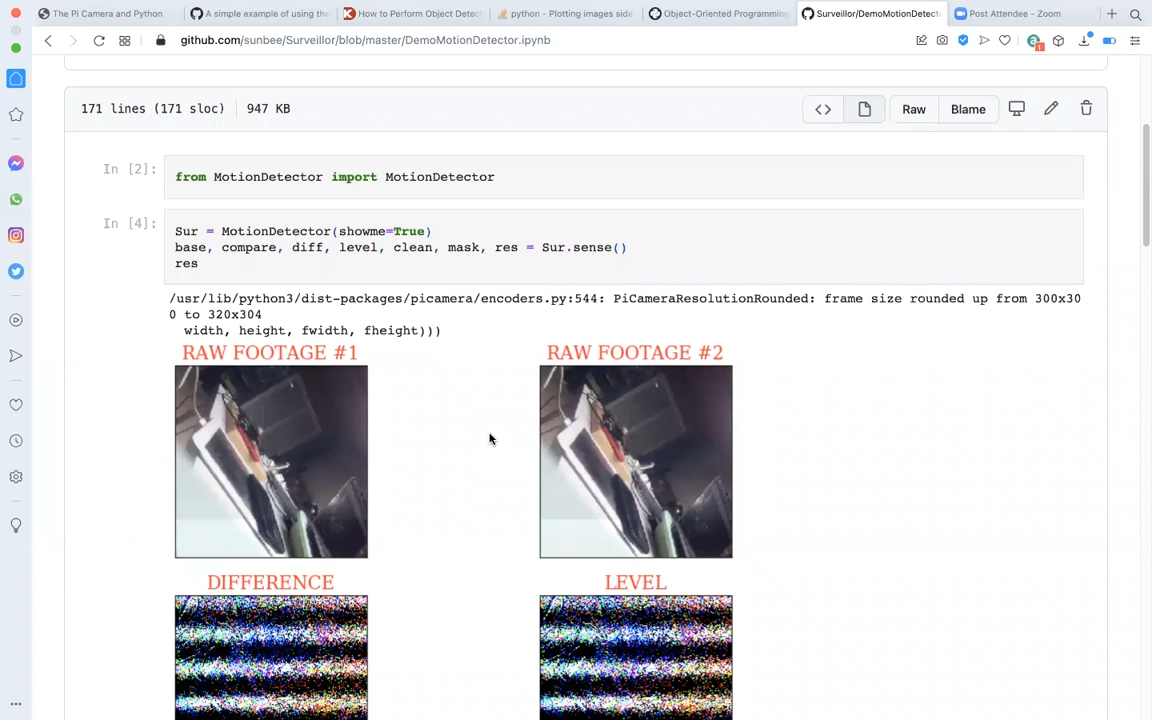 The Pi Camera and Python
A simple example of using the
How to Perform Object Detect
python - Plotting images side
Object-Oriented Programming
Surveillor/DemoMotionDetect
Post Attendee - Zoom
github.com/sunbee/Surveillor/blob/master/DemoMotionDetector.ipynb
171 lines (171 sloc) 947 KB
Raw
Blame
In [2]:
from MotionDetector import MotionDetector
In [4]:
Sur = MotionDetector(showme=True)
base, compare, diff, level, clean, mask, res = Sur.sense()
res
/usr/lib/python3/dist-packages/picamera/encoders.py:544: PiCameraResolutionRounded: frame size rounded up from 300x30
0 to 320x304
width, height, fwidth, fheight)))
RAW FOOTAGE #1
RAW FOOTAGE #2
DIFFERENCE
LEVEL